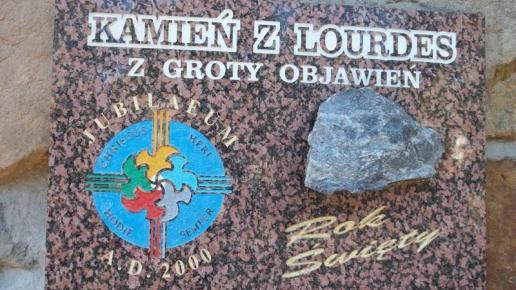 KAMIEŃ Z LOURDES
Z GROTY OBJAWIEŃ
JUBILAEUM
CHRISTUS HERI
HODIE SEMPER
A.D. 2000
Rok
Święty